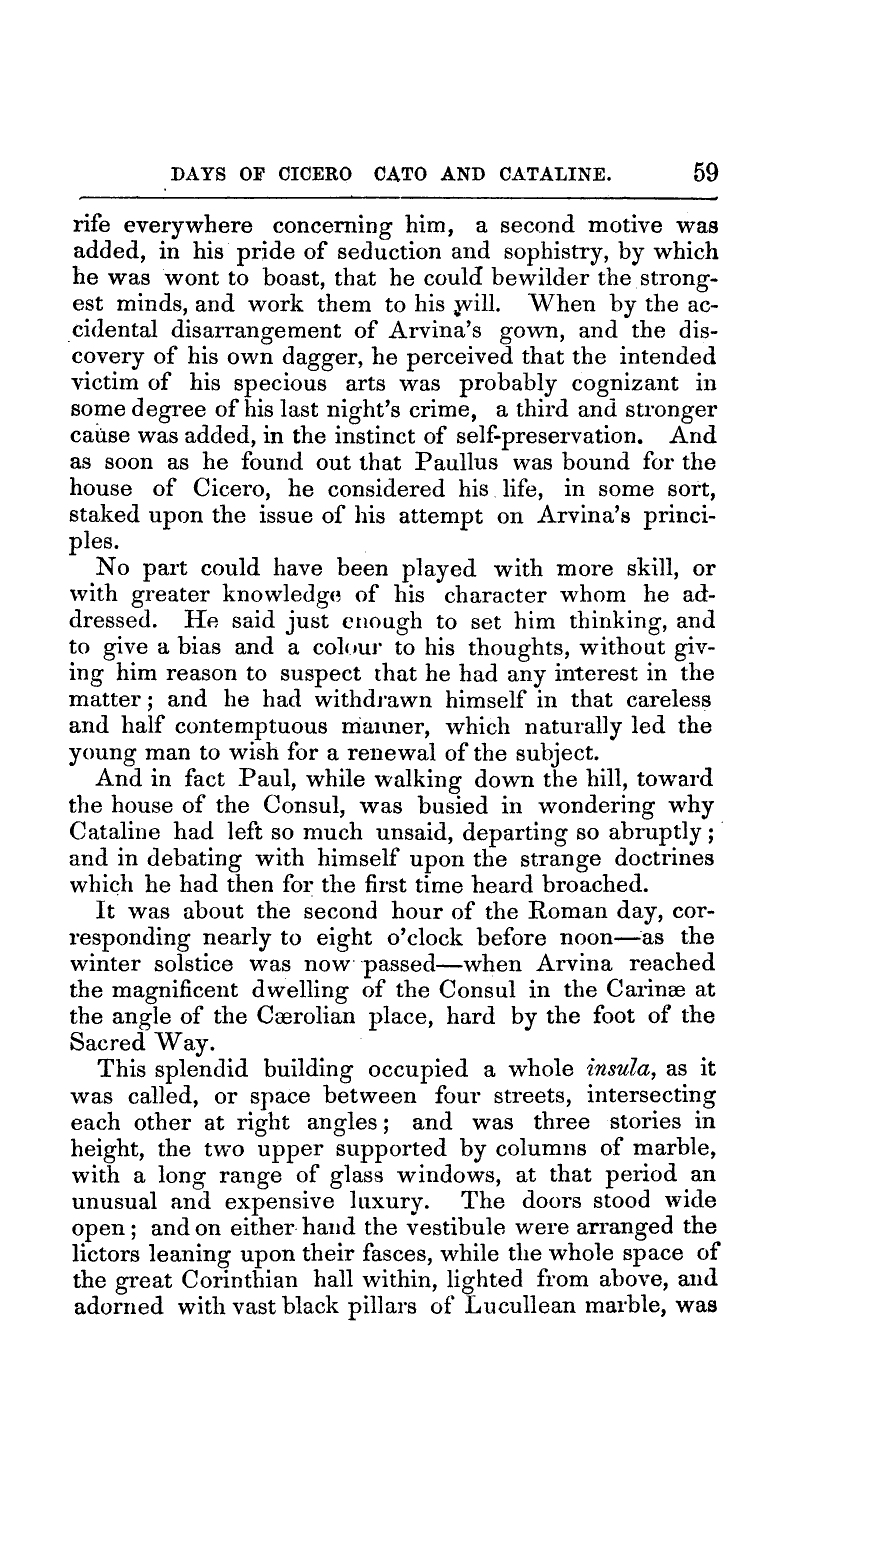 DAYS OF CICERO CATO AND CATALINE. 59
rife everywhere concerning him, a second motive was
added, in his pride of seduction and sophistry, by which
he was wont to boast, that he could bewilder the strong-
est minds, and work them to his will. When by the ac-
cidental disarrangement of Arvina's gown, and the dis-
covery of his own dagger, he perceived that the intended
victim of his specious arts was probably cognizant in
some degree of his last night's crime, a third and stronger
cause was added, in the instinct of self-preservation. And
as soon as he found out that Paullus was bound for the
house of Cicero, he considered his life, in some sort,
staked upon the issue of his attempt on Arvina's princi-
ples.
No part could have been played with more skill, or
with greater knowledge of his character whom he ad-
dressed. He said just enough to set him thinking, and
to give a bias and a colour to his thoughts, without giv-
ing him reason to suspect that he had any interest in the
matter; and he had withdrawn himself in that careless
and half contemptuous manner, which naturally led the
young man to wish for a renewal of the subject.
And in fact Paul, while walking down the hill, toward
the house of the Consul, was busied in wondering why
Cataline had left so much unsaid, departing so abruptly;
and in debating with himself upon the strange doctrines
which he had then for the first time heard broached.
It was about the second hour of the Roman day, cor-
responding nearly to eight o'clock before noon—as the
winter solstice was now passed—when Arvina reached
the magnificent dwelling of the Consul in the Carinæ at
the angle of the Cærolian place, hard by the foot of the
Sacred Way.
This splendid building occupied a whole insula, as it
was called, or space between four streets, intersecting
each other at right angles; and was three stories in
height, the two upper supported by columns of marble,
with a long range of glass windows, at that period an
unusual and expensive luxury. The doors stood wide
open; and on either hand the vestibule were arranged the
lictors leaning upon their fasces, while the whole space of
the great Corinthian hall within, lighted from above, and
adorned with vast black pillars of Lucullean marble, was